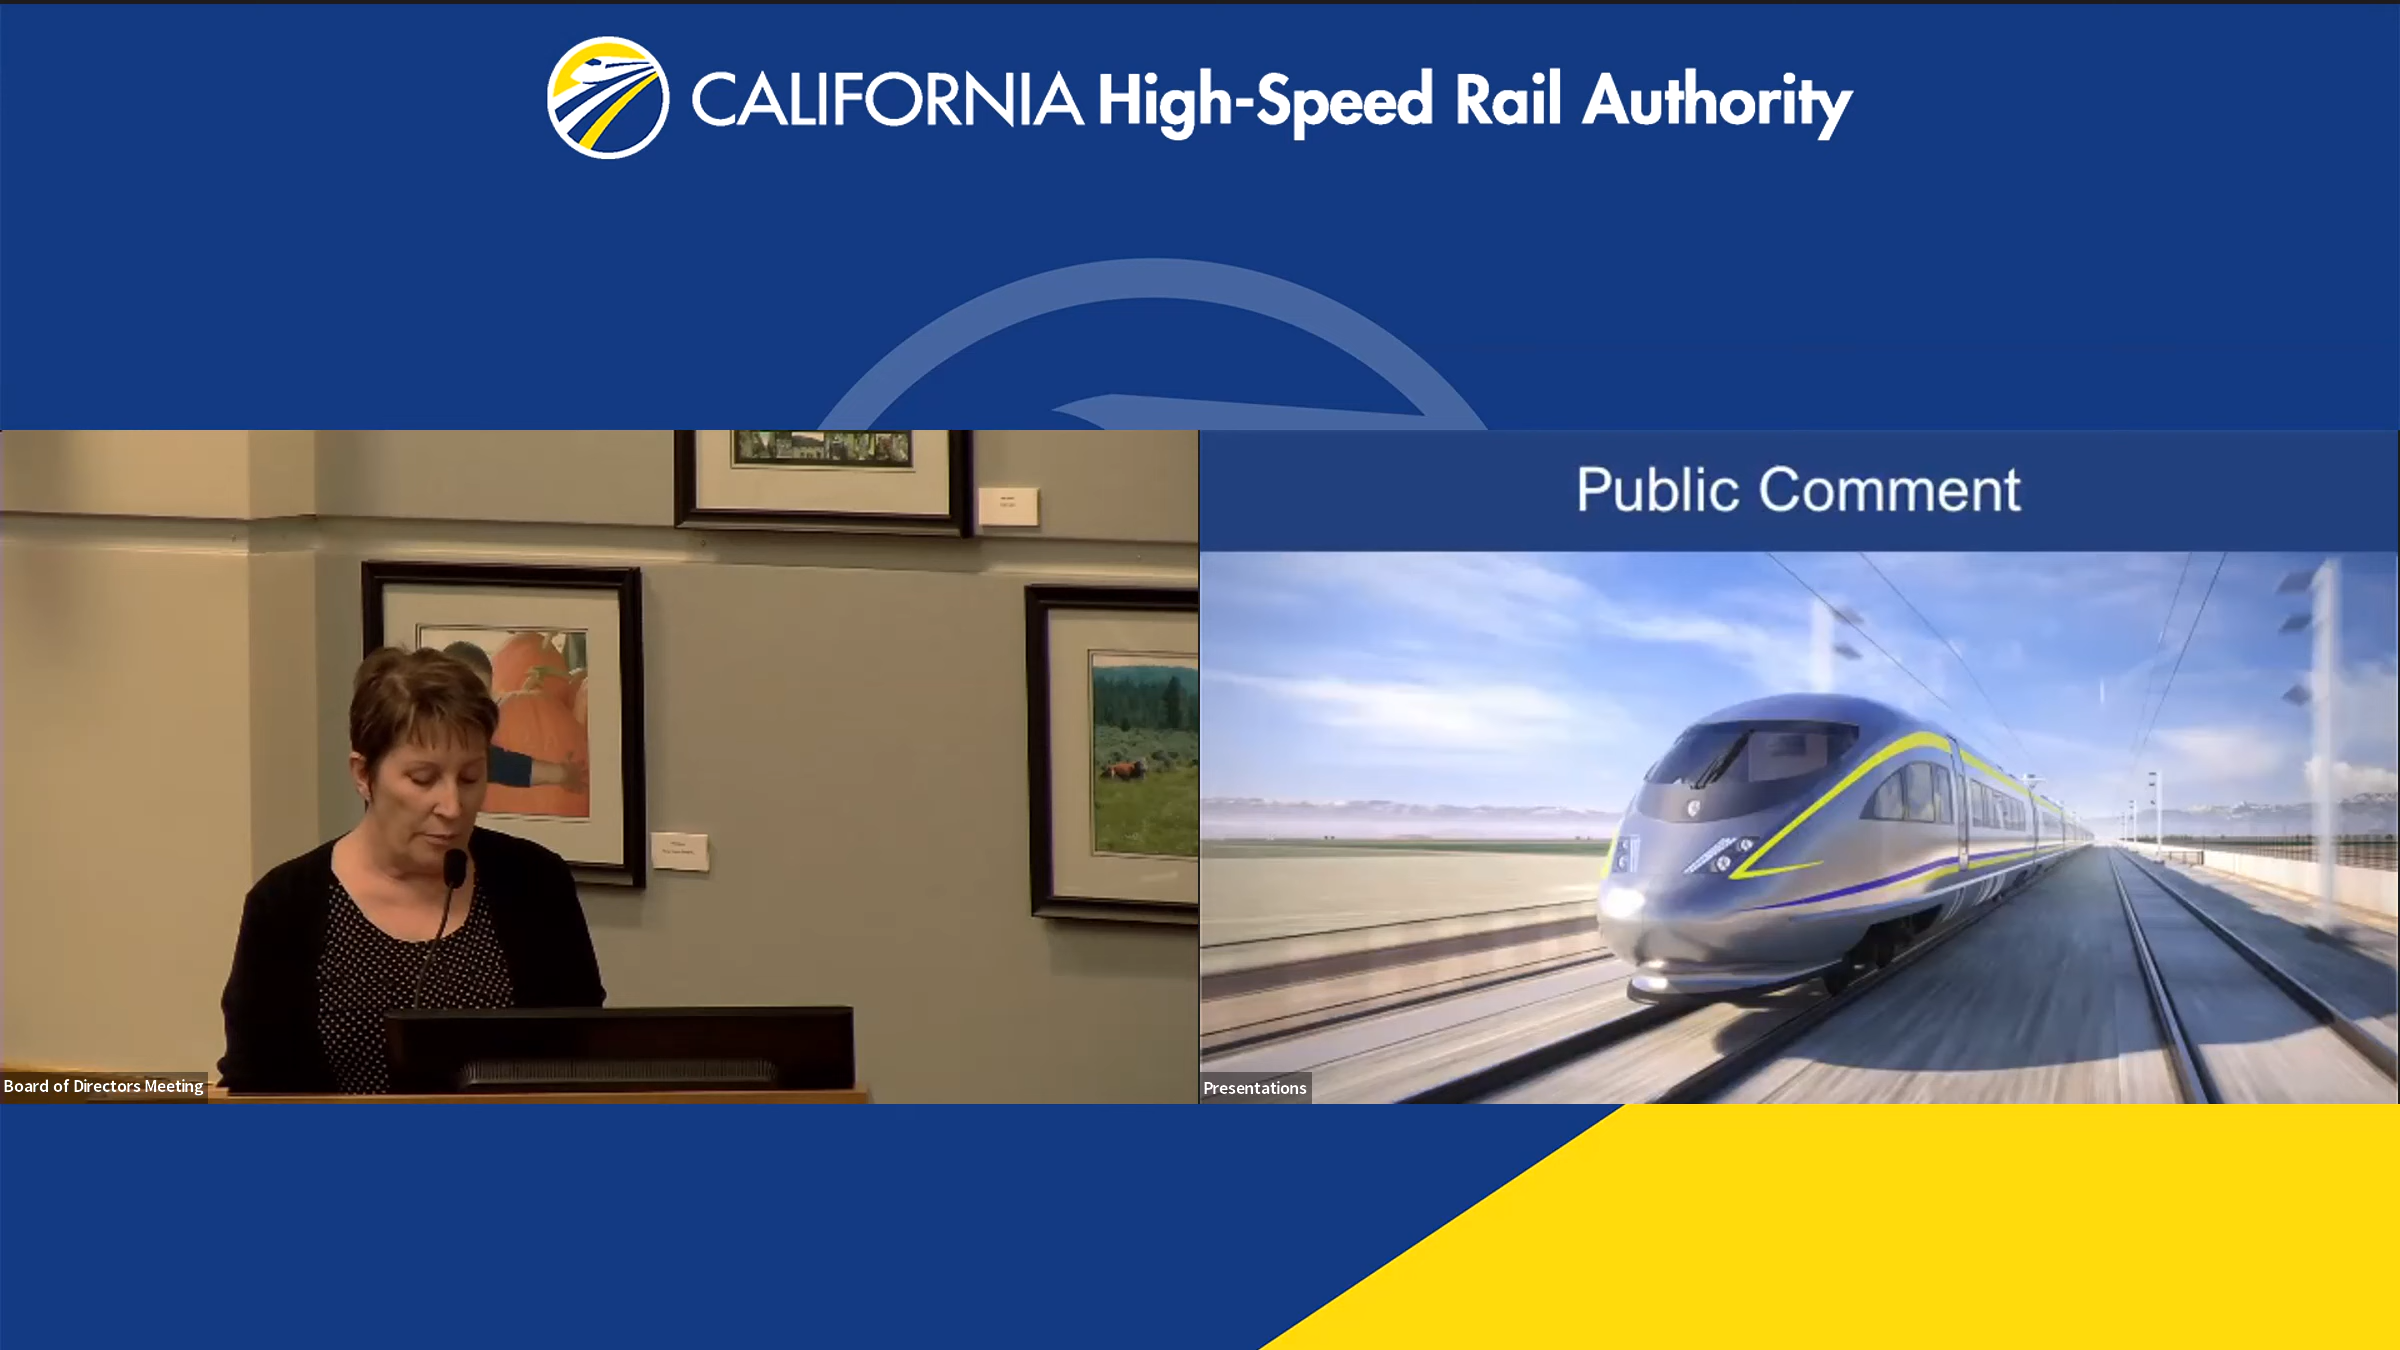 CALIFORNIA High-Speed Rail Authority
Public Comment
Board of Directors Meeting
Presentations